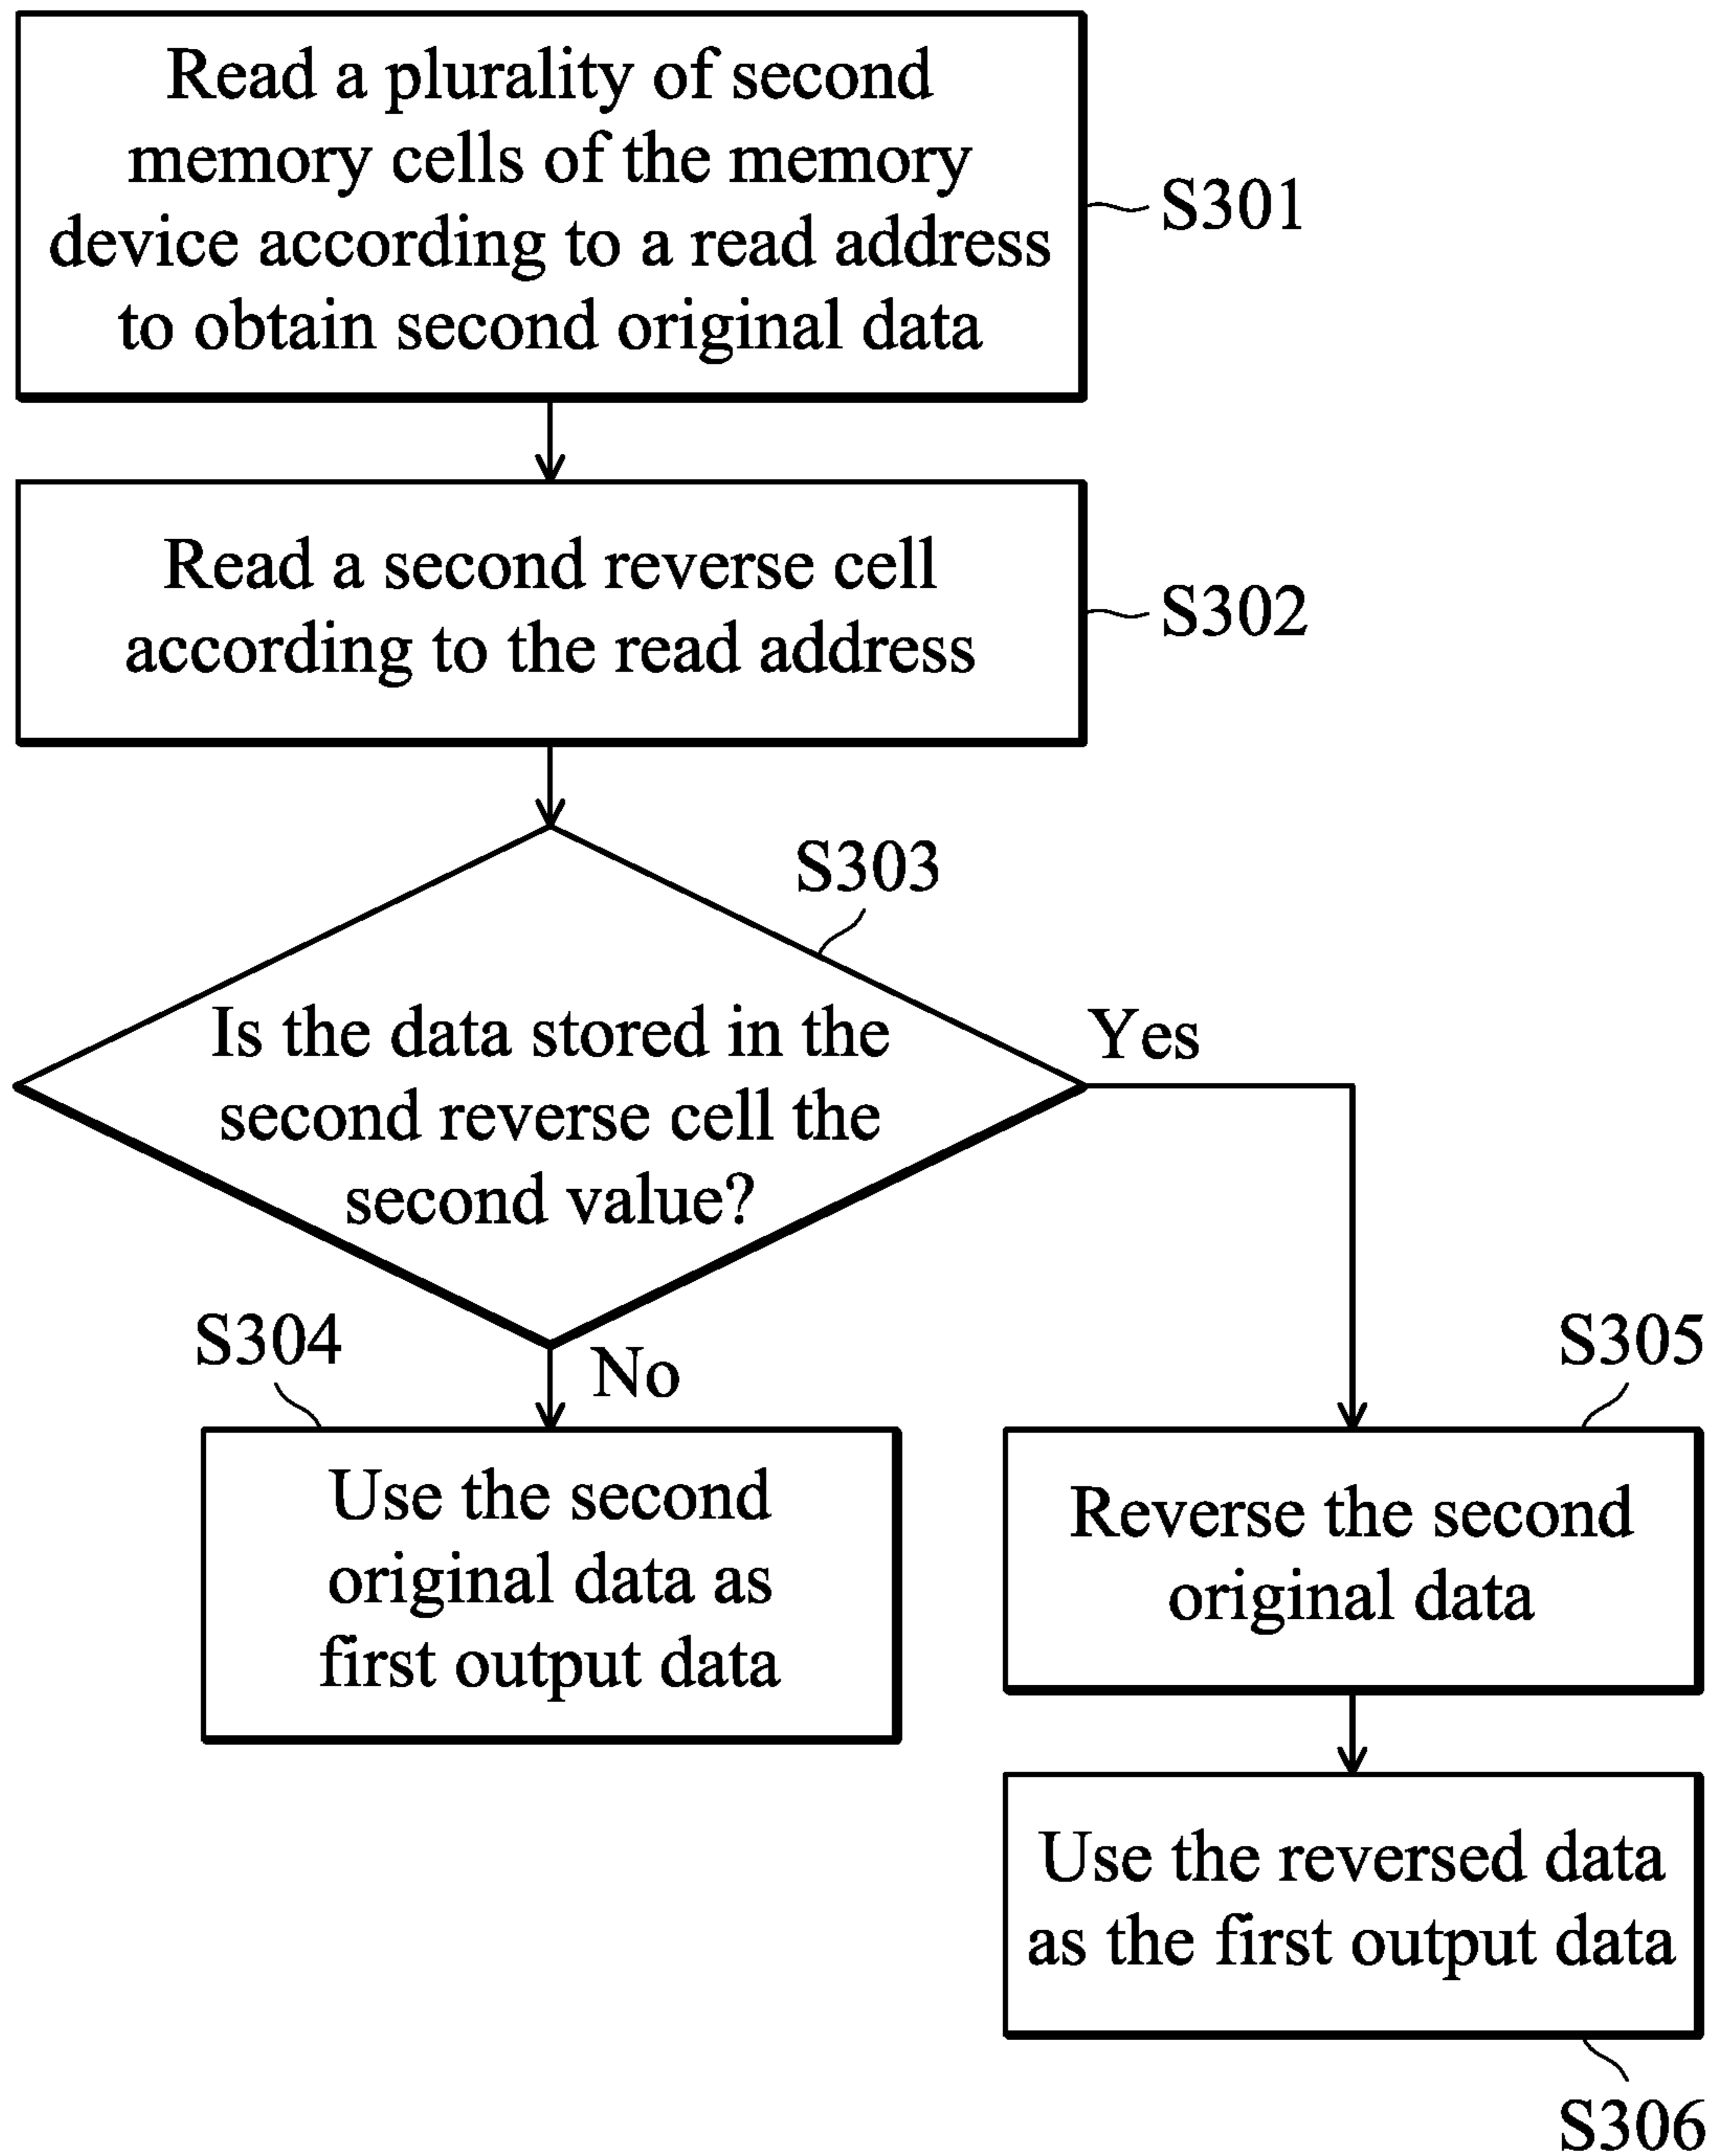 Read a plurality of second
memory cells of the memory
device according to a read address
to obtain second original data
S301
Read a second reverse cell
according to the read address
S302
S303
Is the data stored in the
second reverse cell the
second value?
Yes
No
S304
Use the second
original data as
first output data
S305
Reverse the second
original data
Use the reversed data
as the first output data
S306